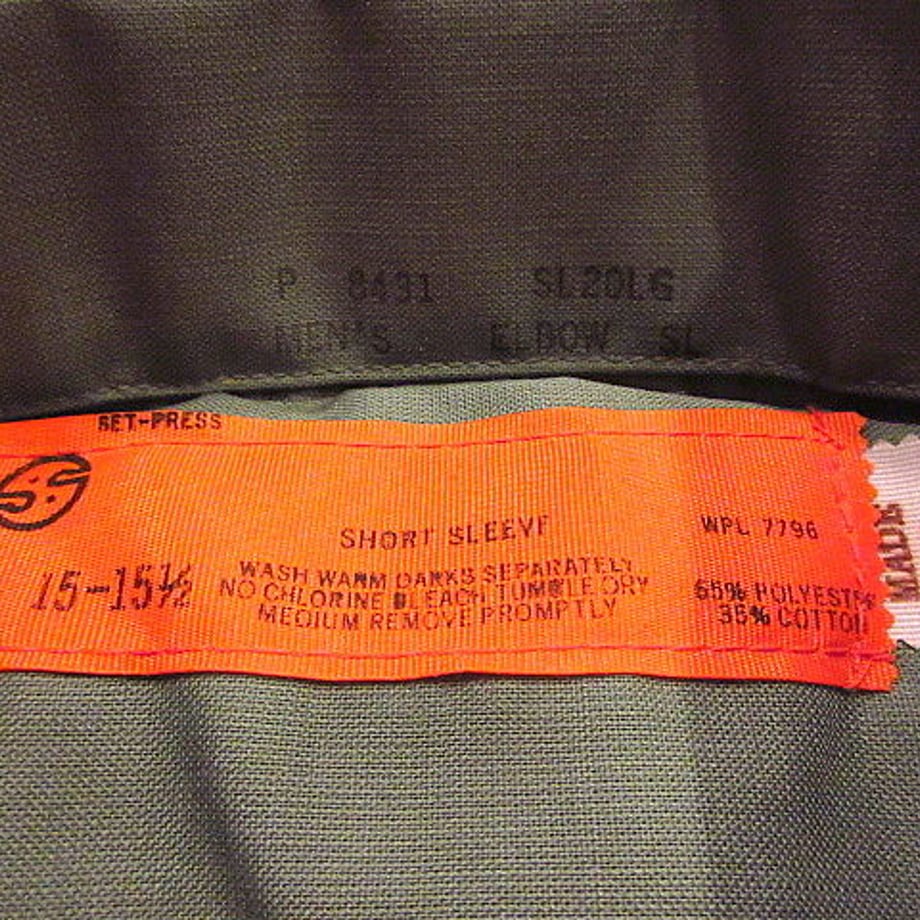 P 8431 SL20LG
MEN'S ELBOW SL
SET-PRESS
SHORT SLEEVE
WPL 7796
15-15½
WASH WARM DARKS SEPARATELY
NO CHLORINE BLEACH TUMBLE DRY
MEDIUM REMOVE PROMPTLY
65% POLYESTER
35% COTTON
MADE